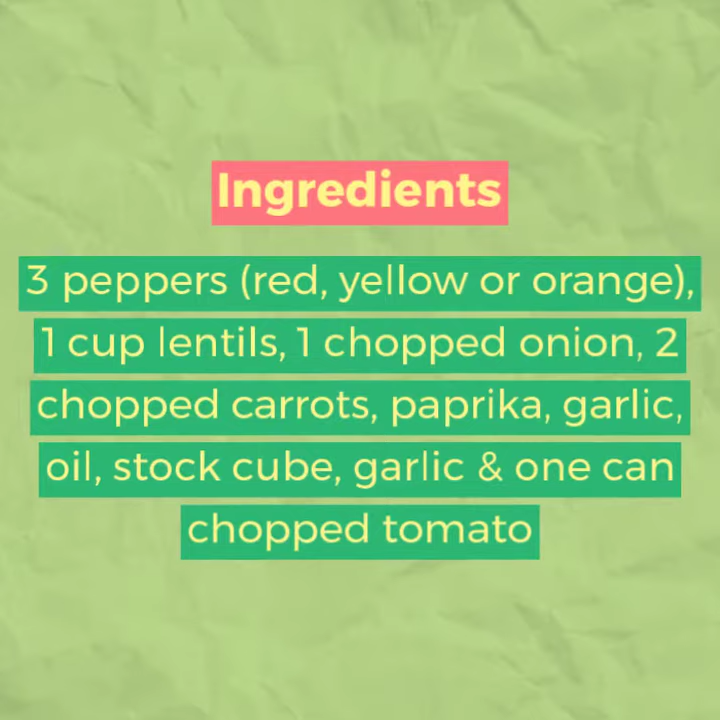 Ingredients
3 peppers (red, yellow or orange),
1 cup lentils, 1 chopped onion, 2
chopped carrots, paprika, garlic,
oil, stock cube, garlic & one can
chopped tomato